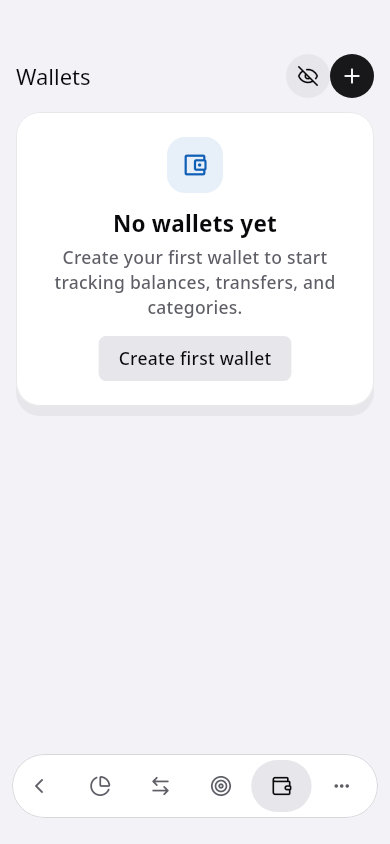 Wallets
No wallets yet
Create your first wallet to start
tracking balances, transfers, and
categories.
Create first wallet